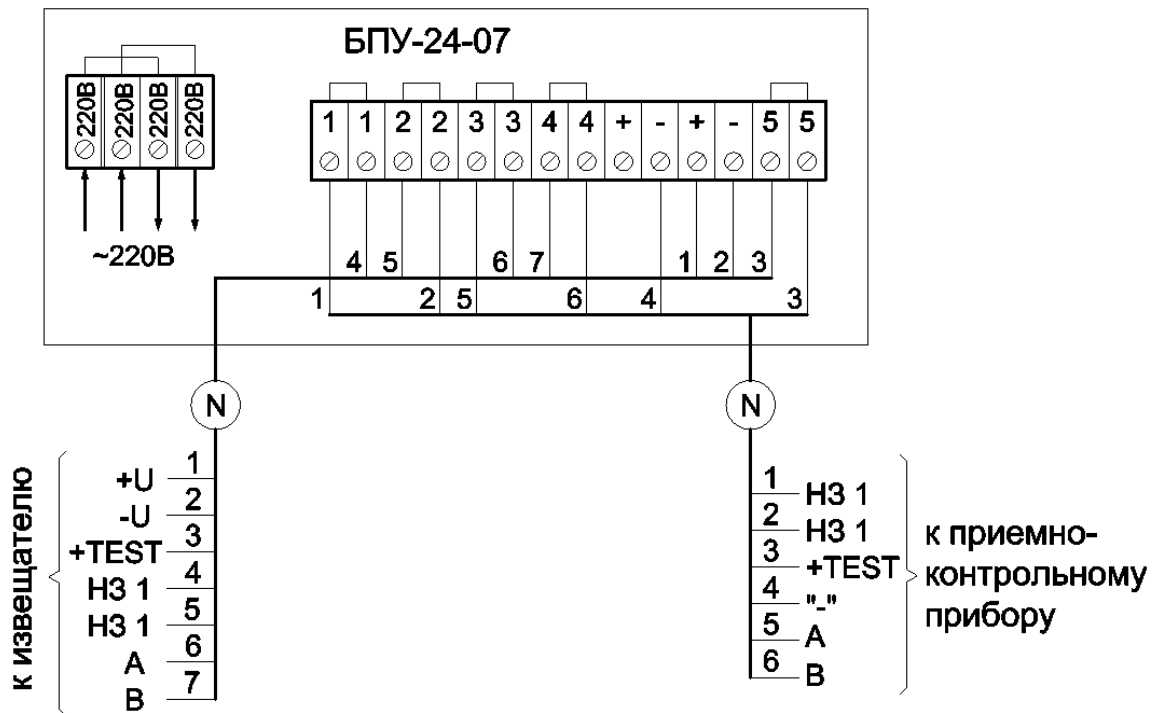 БПУ-24-07
220В 220В 220В 220В
1 1 2 2 3 3 4 4 + - + - 5 5
~220В
4 5 6 7 1 2 3
1 2 5 6 4 3
N N
к извещателю
1 +U
2 -U
3 +TEST
4 НЗ 1
5 НЗ 1
6 A
7 B
1 НЗ 1
2 НЗ 1
3 +TEST
4 "-"
5 A
6 B
к приемно-
контрольному
прибору